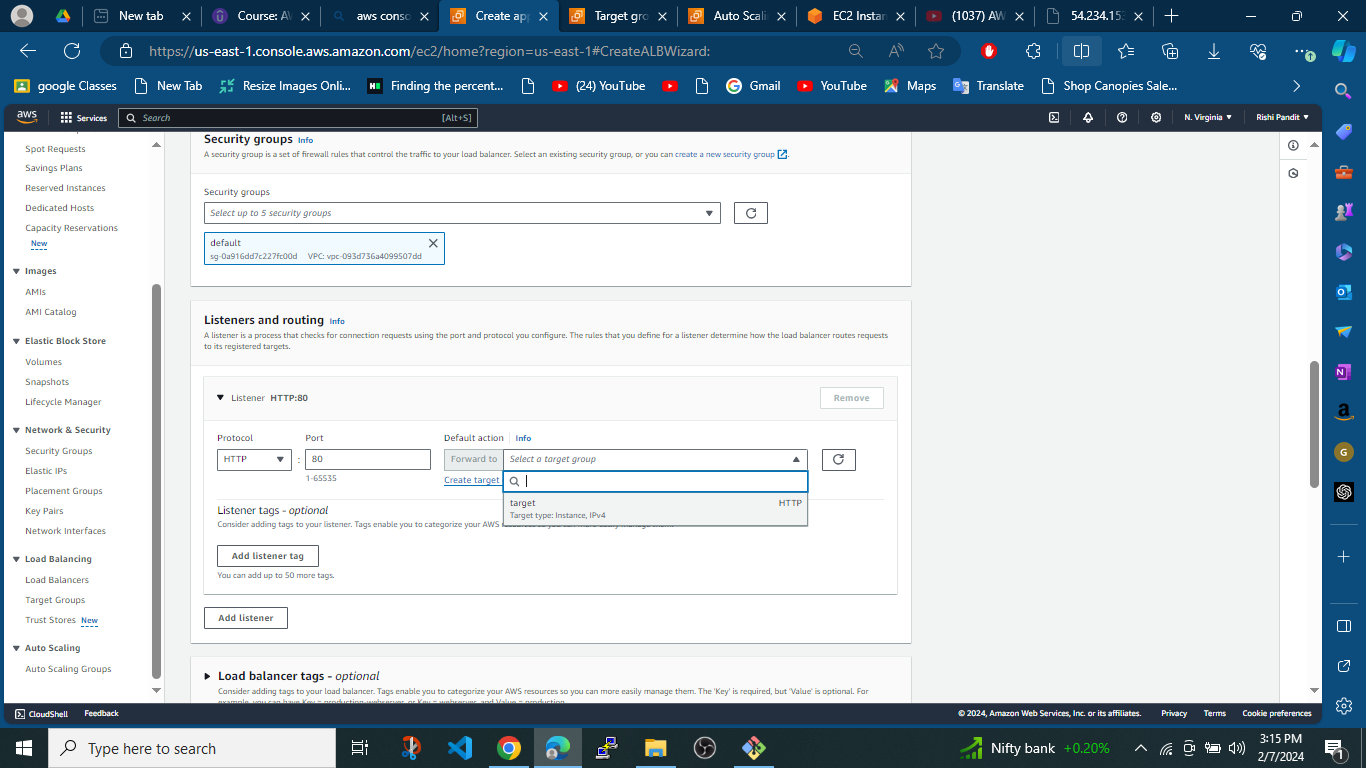 New tab
Course: AW
aws conso
Create app
Target gro
Auto Scali
EC2 Instan
(1037) AW
54.234.153
https://us-east-1.console.aws.amazon.com/ec2/home?region=us-east-1#CreateALBWizard:
google Classes
New Tab
Resize Images Onli...
Finding the percent...
(24) YouTube
Gmail
YouTube
Maps
Translate
Shop Canopies Sale...
aws
Services
Search
[Alt+S]
N. Virginia
Rishi Pandit
Spot Requests
Savings Plans
Reserved Instances
Dedicated Hosts
Capacity Reservations
New
Images
AMIs
AMI Catalog
Elastic Block Store
Volumes
Snapshots
Lifecycle Manager
Network & Security
Security Groups
Elastic IPs
Placement Groups
Key Pairs
Network Interfaces
Load Balancing
Load Balancers
Target Groups
Trust Stores New
Auto Scaling
Auto Scaling Groups
Security groups Info
A security group is a set of firewall rules that control the traffic to your load balancer. Select an existing security group, or you can create a new security group.
Security groups
Select up to 5 security groups
default
sg-0a916dd7c227fc00d VPC: vpc-093d736a4099507dd
Listeners and routing Info
A listener is a process that checks for connection requests using the port and protocol you configure. The rules that you define for a listener determine how the load balancer routes requests
to its registered targets.
Listener HTTP:80
Remove
Protocol
Port
Default action Info
HTTP
:
80
Forward to
Select a target group
1-65535
Create target
target HTTP
Target type: Instance, IPv4
Listener tags - optional
Consider adding tags to your listener. Tags enable you to categorize your AWS
Add listener tag
You can add up to 50 more tags.
Add listener
Load balancer tags - optional
Consider adding tags to your load balancer. Tags enable you to categorize your AWS resources so you can more easily manage them. The 'Key' is required, but 'Value' is optional. For
example, you can have Key = production-webserver, or Key = webserver, and Value = production.
CloudShell
Feedback
© 2024, Amazon Web Services, Inc. or its affiliates.
Privacy
Terms
Cookie preferences
Type here to search
Nifty bank +0.20%
3:15 PM
2/7/2024
1